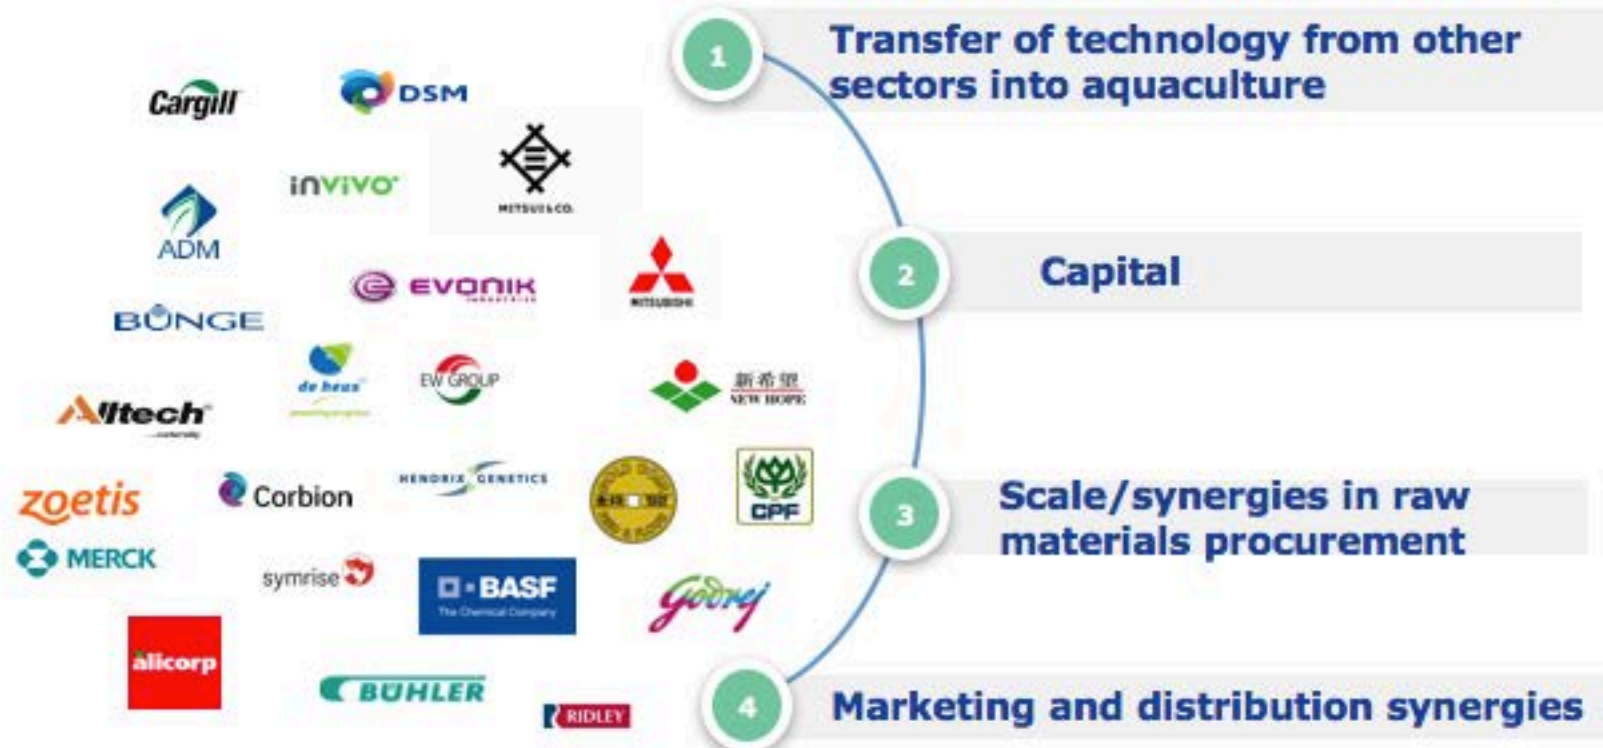 1
Transfer of technology from other
sectors into aquaculture
Cargill
DSM
invivo
MITSUI & CO.
ADM
2
Capital
EVONIK
INDUSTRIES
MITSUBISHI
BUNGE
de heus
EW GROUP
新希望
NEW HOPE
Alltech
...naturally
HENDRIX GENETICS
zoetis
Corbion
CPF
3
Scale/synergies in raw
materials procurement
MERCK
symrise
BASF
The Chemical Company
Godrej
alicorp
BÜHLER
RIDLEY
4
Marketing and distribution synergies